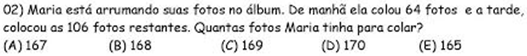 02) Maria está arrumando suas fotos no álbum. De manhã ela colou 64 fotos e a tarde,
colocou as 106 fotos restantes. Quantas fotos Maria tinha para colar?
(A) 167 (B) 168 (C) 169 (D) 170 (E) 165